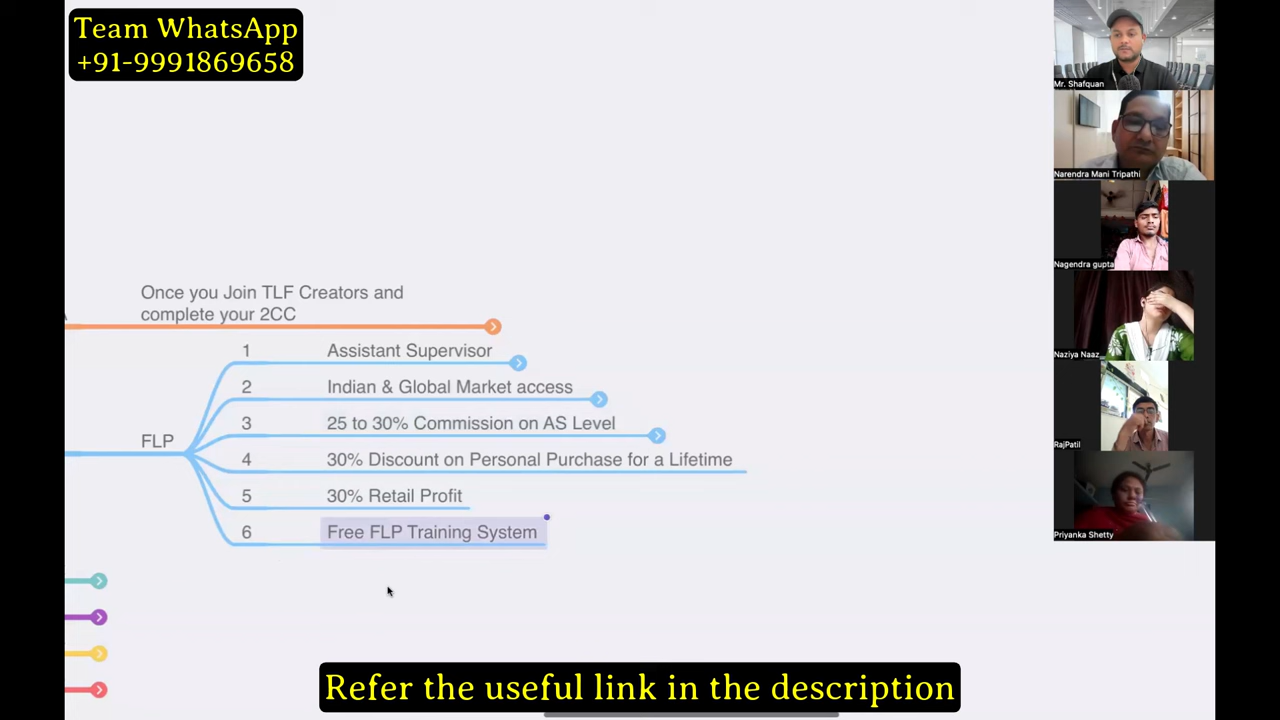 Team WhatsApp
+91-9991869658
Once you Join TLF Creators and
complete your 2CC
FLP
1 Assistant Supervisor
2 Indian & Global Market access
3 25 to 30% Commission on AS Level
4 30% Discount on Personal Purchase for a Lifetime
5 30% Retail Profit
6 Free FLP Training System
Mr. Shafquan
Narendra Mani Tripathi
Nagendra gupta
Naziya Naaz
RajPatil
Priyanka Shetty
Refer the useful link in the description